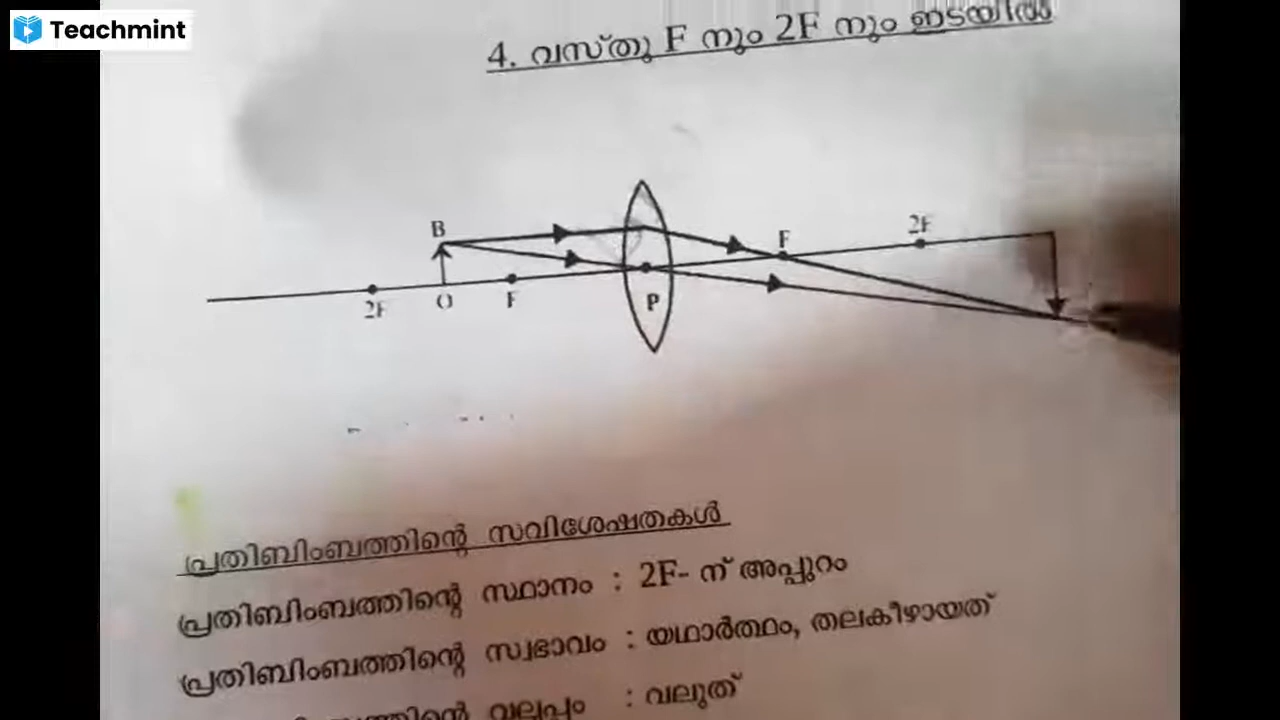 Teachmint
4. വസ്തു F നും 2F നും ഇടയിൽ
B
F
2F
2F
O
F
P
പ്രതിബിംബത്തിന്റെ സവിശേഷതകൾ
പ്രതിബിംബത്തിന്റെ സ്ഥാനം : 2F- ന് അപ്പുറം
പ്രതിബിംബത്തിന്റെ സ്വഭാവം : യഥാർത്ഥം, തലകീഴായത്
വലുപ്പം : വലുത്